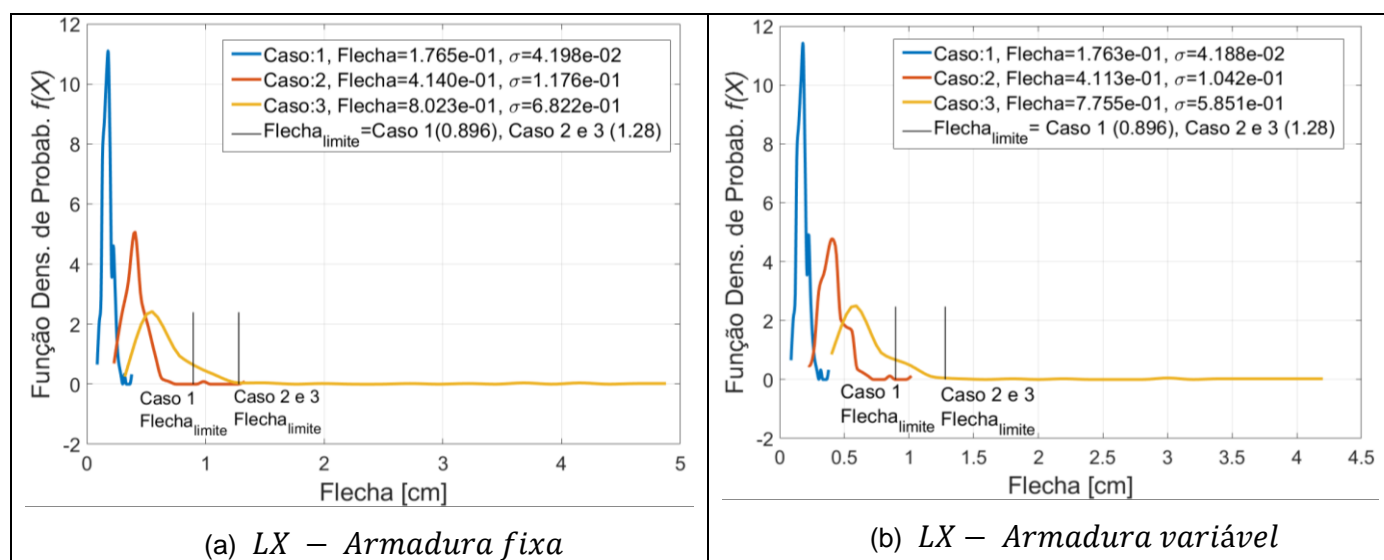 12
10
8
6
4
2
0
-2
Função Dens. de Probab. f(X)
Caso:1, Flecha=1.765e-01, σ=4.198e-02
Caso:2, Flecha=4.140e-01, σ=1.176e-01
Caso:3, Flecha=8.023e-01, σ=6.822e-01
Flecha_limite=Caso 1(0.896), Caso 2 e 3 (1.28)
Caso 1
Flecha_limite
Caso 2 e 3
Flecha_limite
0 1 2 3 4 5
Flecha [cm]
(a) LX − Armadura fixa
12
10
8
6
4
2
0
-2
Função Dens. de Probab. f(X)
Caso:1, Flecha=1.763e-01, σ=4.188e-02
Caso:2, Flecha=4.113e-01, σ=1.042e-01
Caso:3, Flecha=7.755e-01, σ=5.851e-01
Flecha_limite= Caso 1 (0.896), Caso 2 e 3 (1.28)
Caso 1
Flecha_limite
Caso 2 e 3
Flecha_limite
0 0.5 1 1.5 2 2.5 3 3.5 4 4.5
Flecha [cm]
(b) LX − Armadura variável